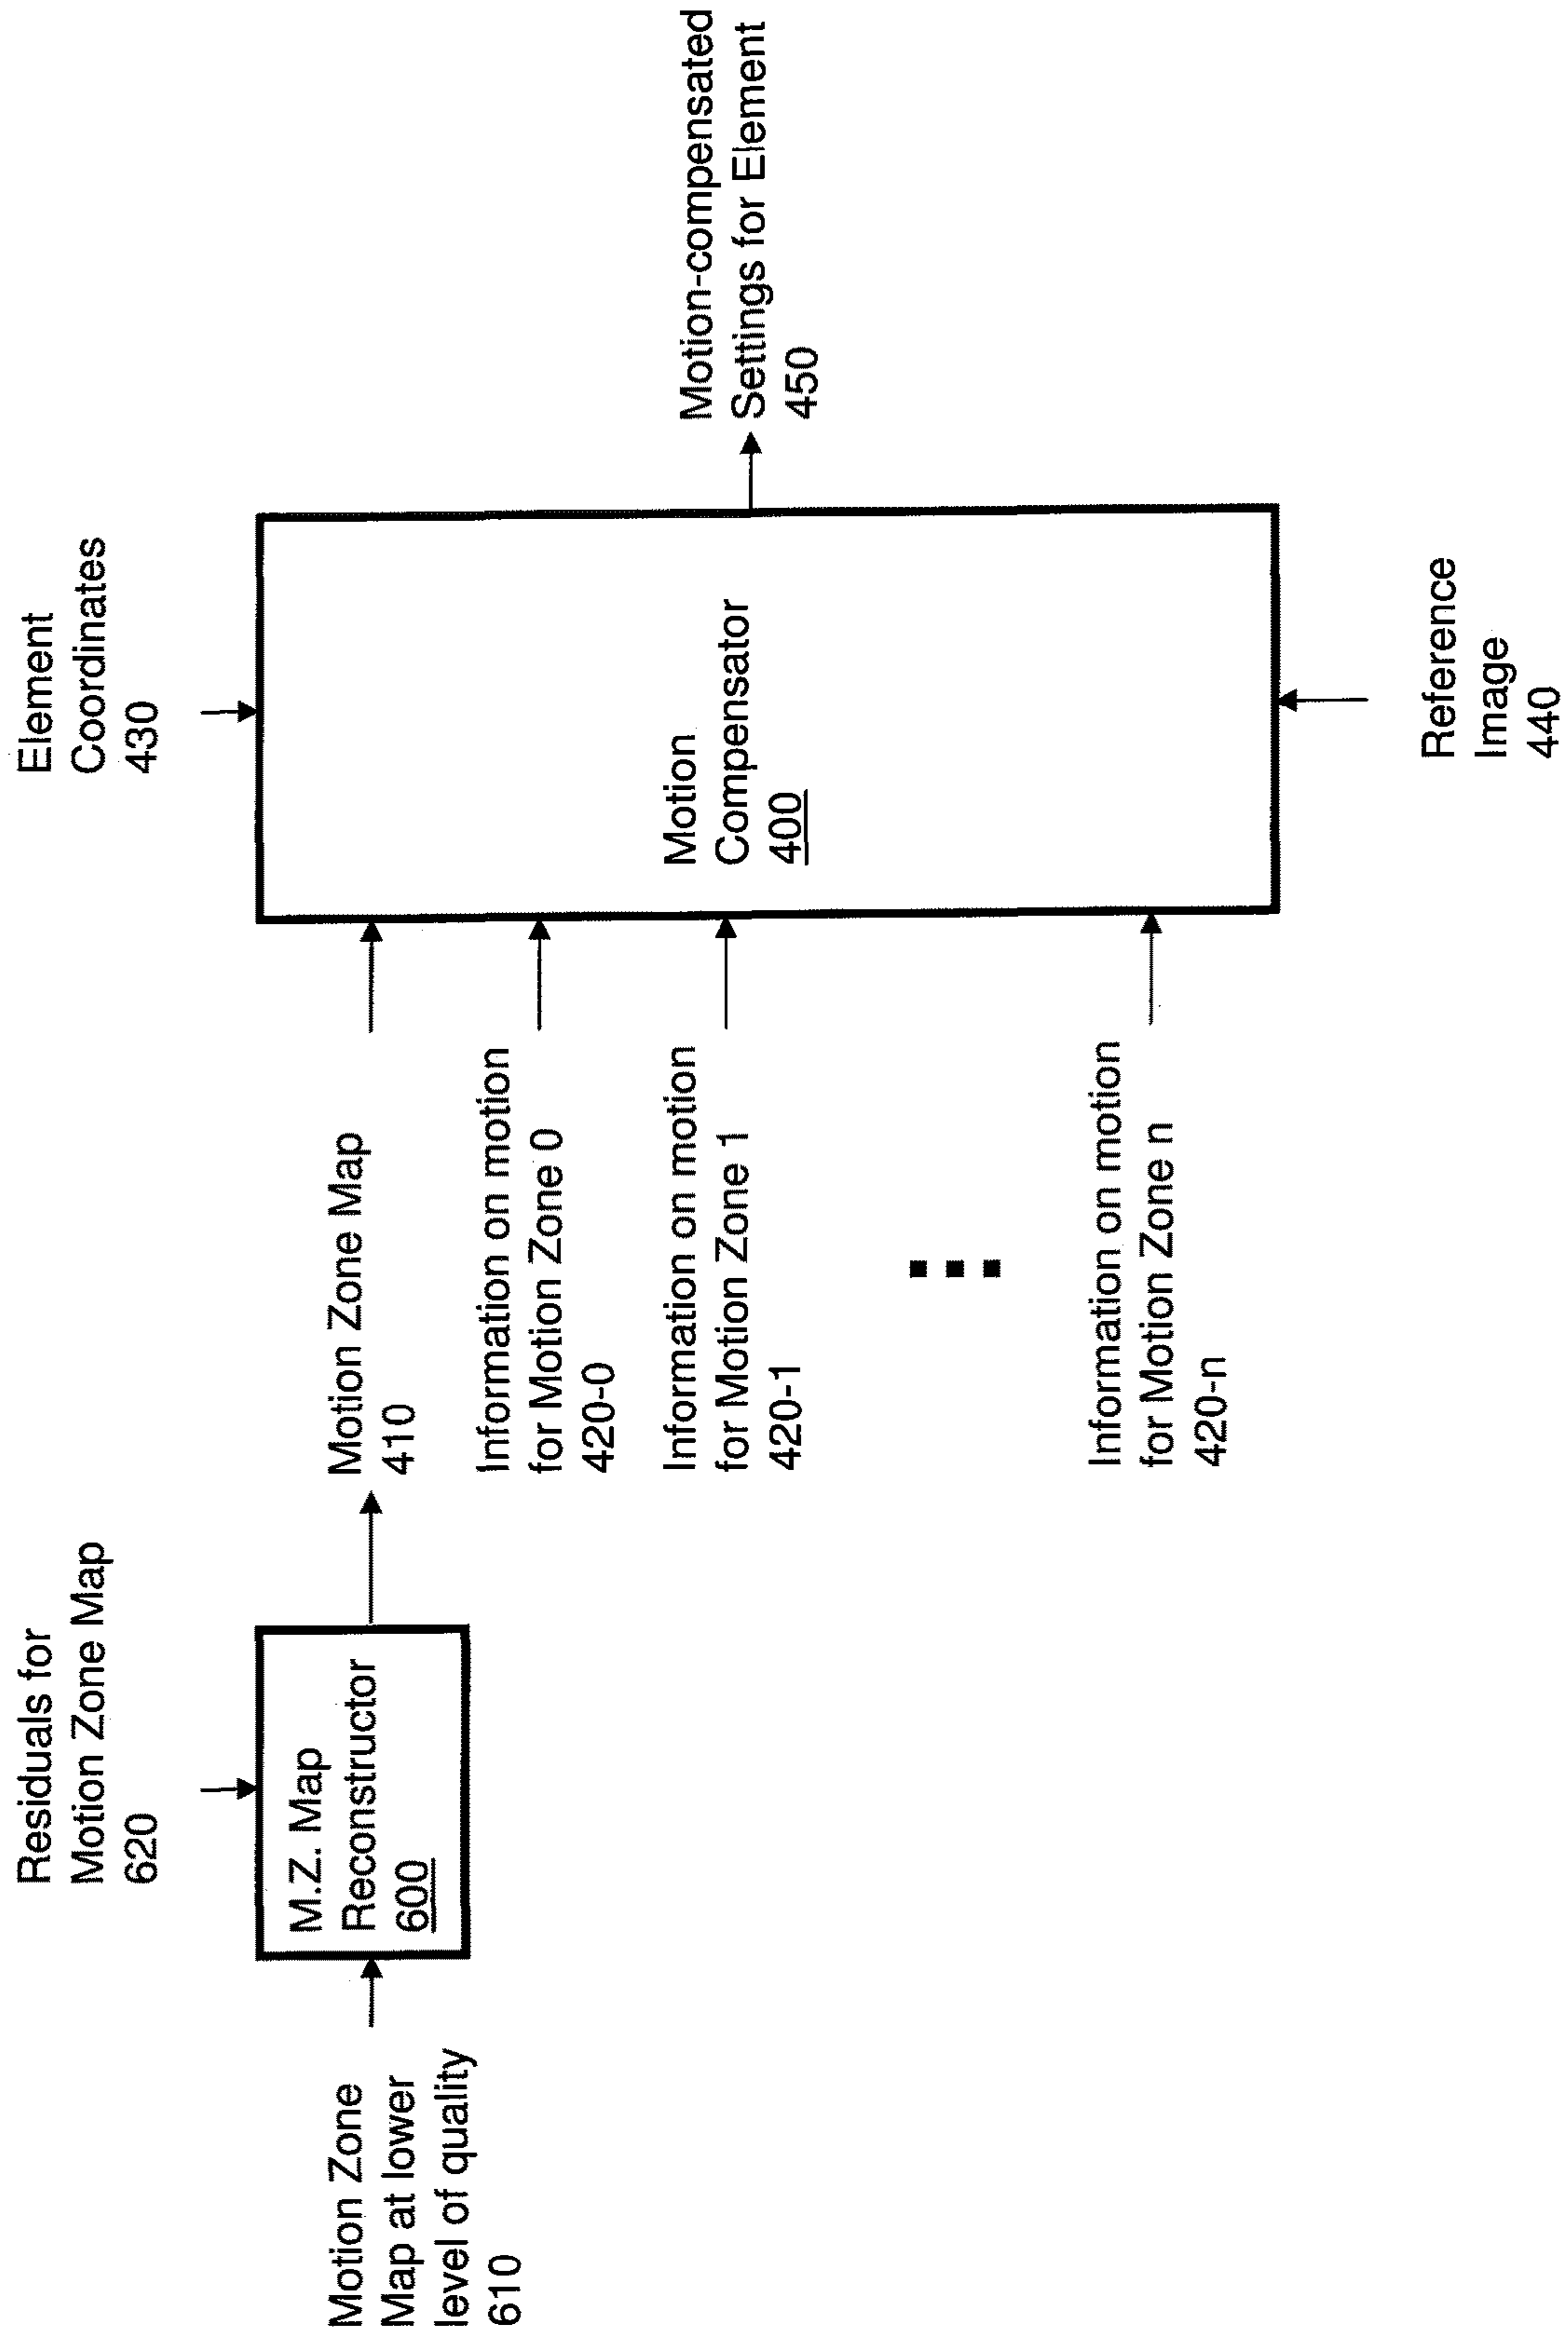 Residuals for
Motion Zone Map
620
Element
Coordinates
430
Motion Zone
Map at lower
level of quality
610
M.Z. Map
Reconstructor
600
Motion Zone Map
410
Information on motion
for Motion Zone 0
420-0
Information on motion
for Motion Zone 1
420-1
Information on motion
for Motion Zone n
420-n
Motion
Compensator
400
Motion-compensated
Settings for Element
450
Reference
Image
440